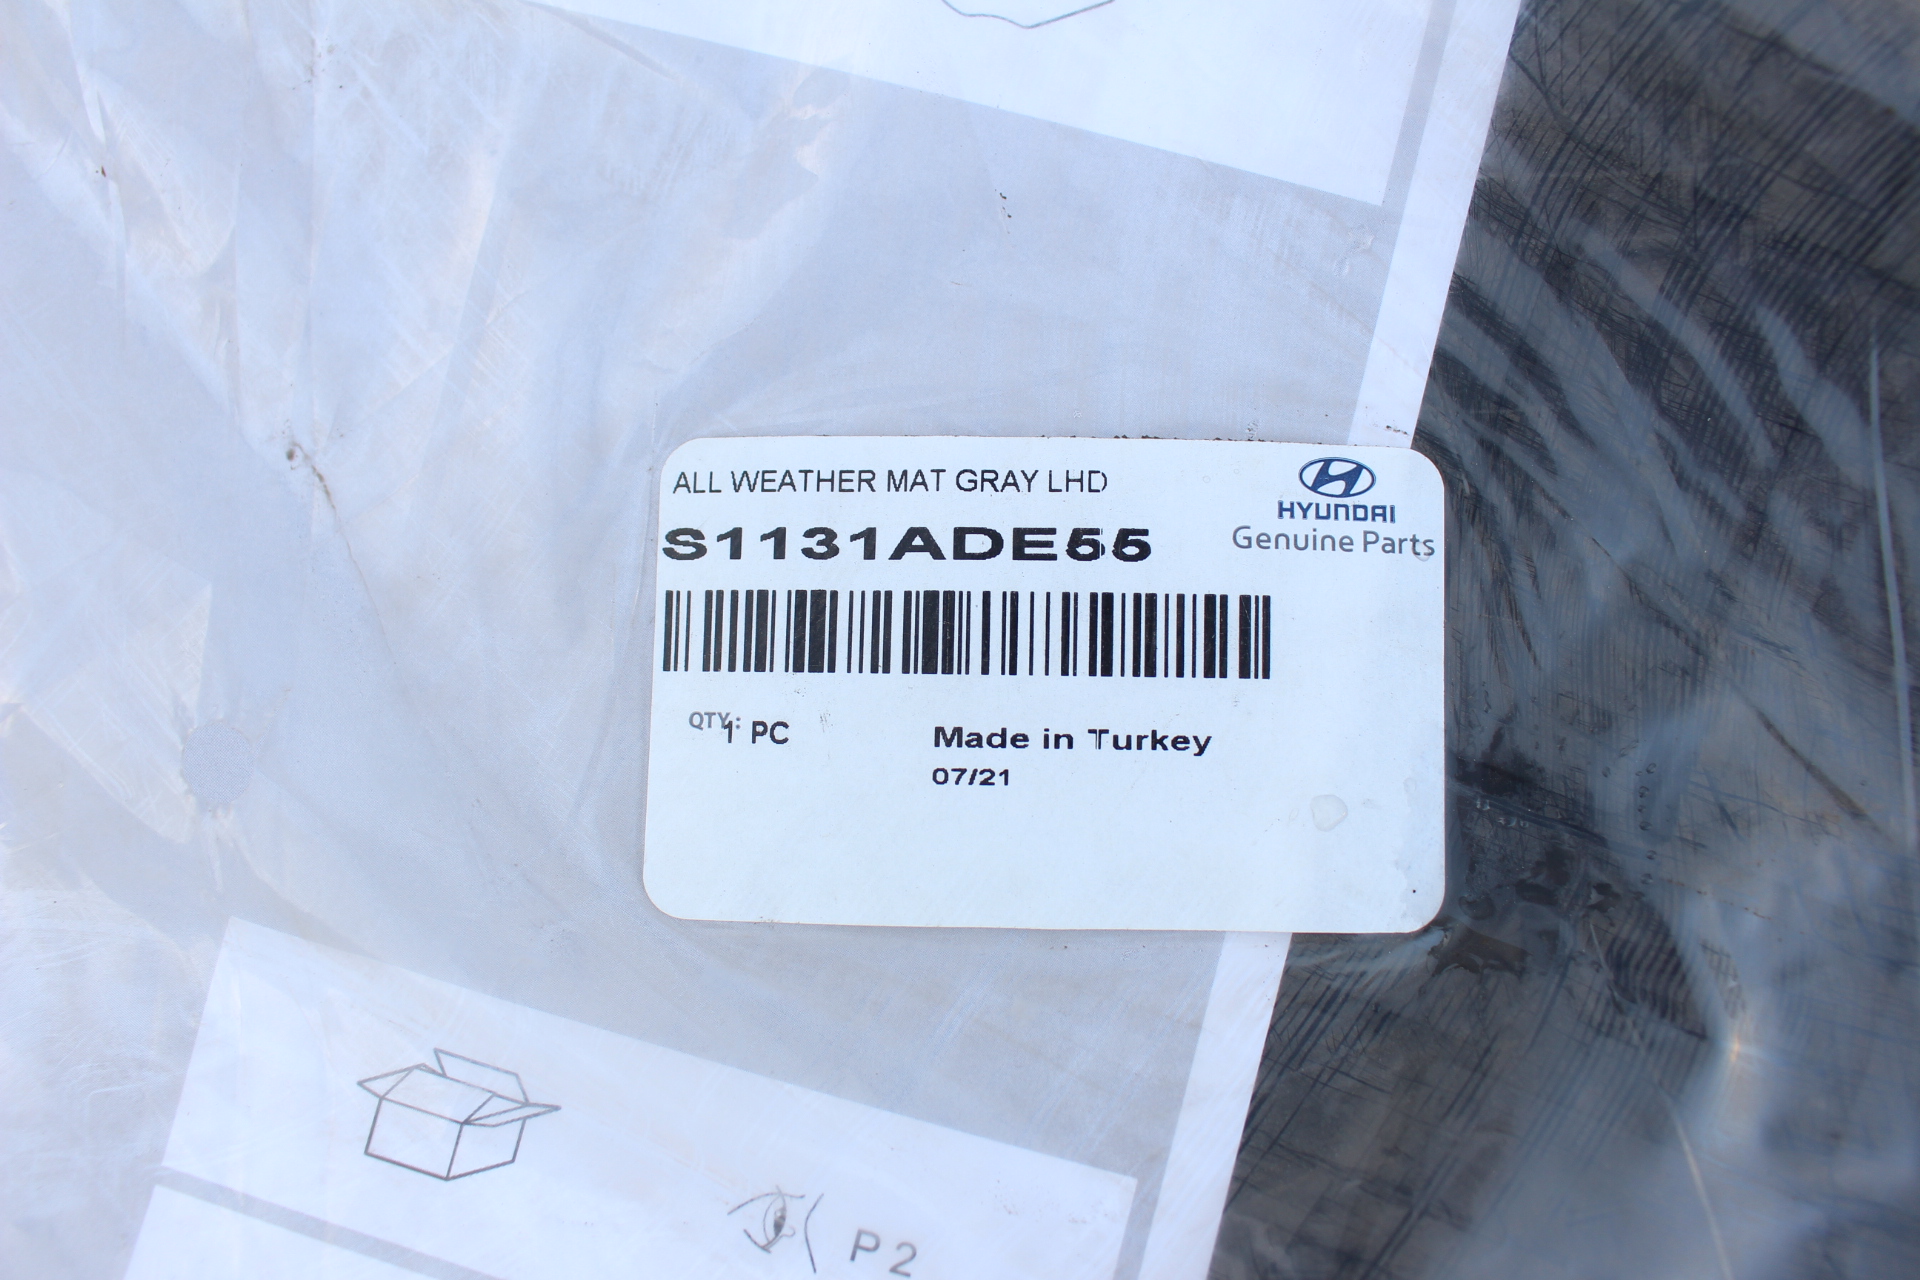 ALL WEATHER MAT GRAY LHD
HYUNDAI
S1131ADE55
Genuine Parts
QTY.: 1 PC
Made in Turkey
07/21
P2